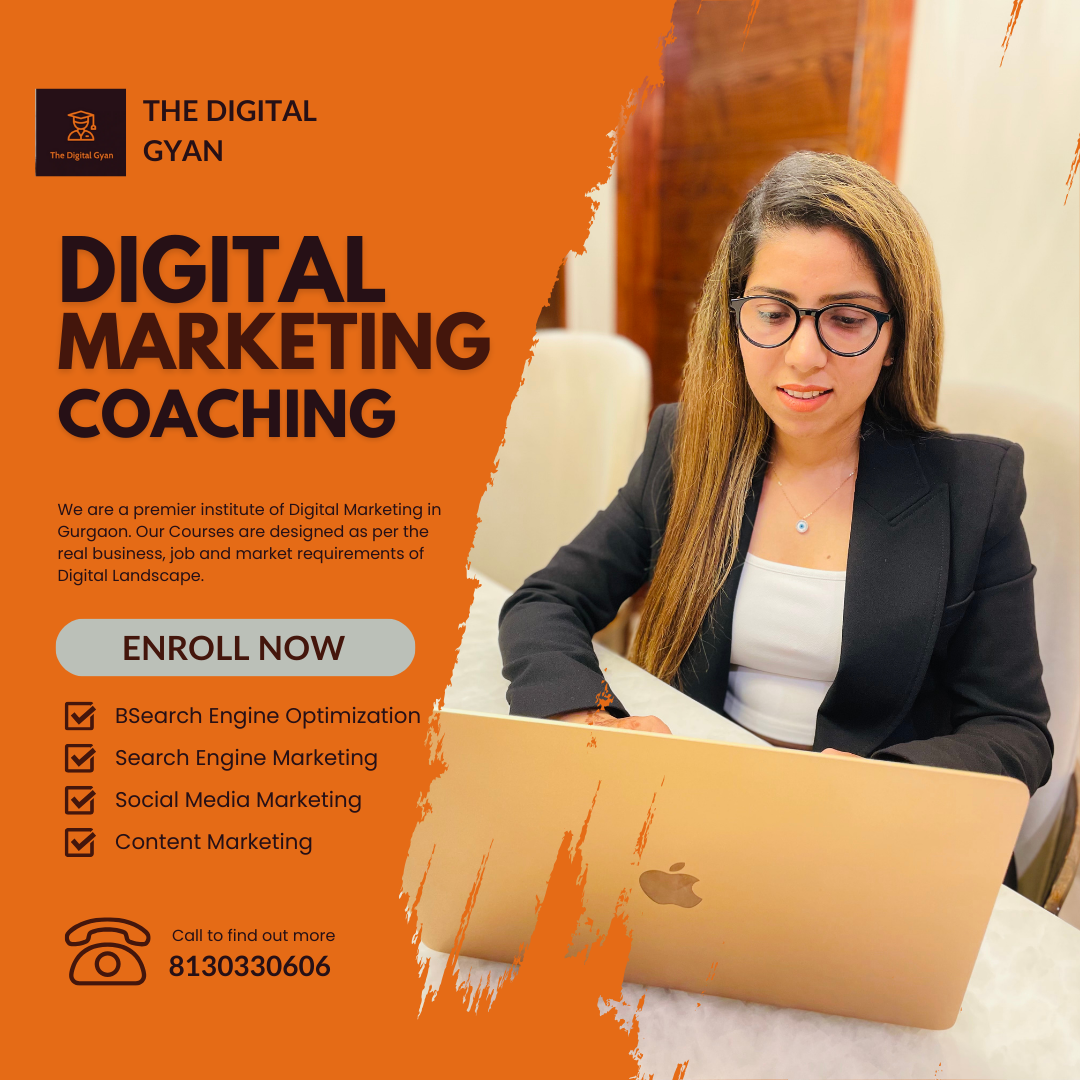 The Digital Gyan
THE DIGITAL
GYAN
DIGITAL
MARKETING
COACHING
We are a premier institute of Digital Marketing in
Gurgaon. Our Courses are designed as per the
real business, job and market requirements of
Digital Landscape.
ENROLL NOW
BSearch Engine Optimization
Search Engine Marketing
Social Media Marketing
Content Marketing
Call to find out more
8130330606